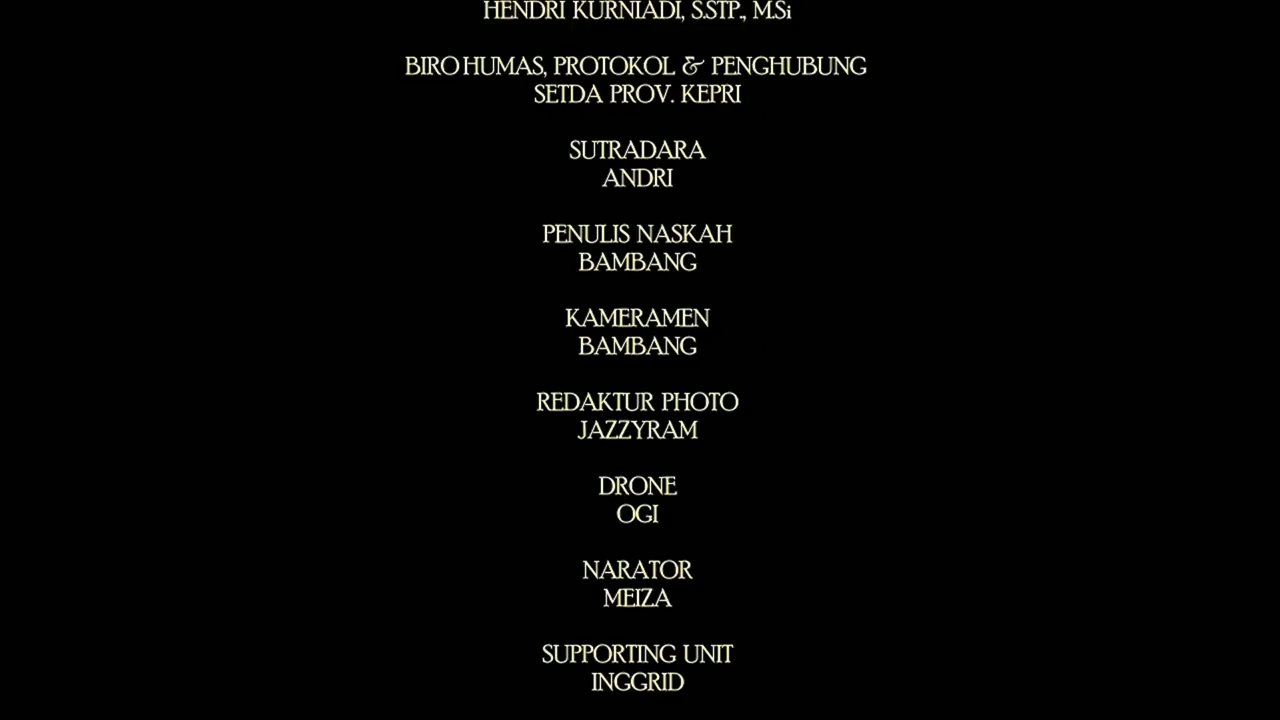 HENDRI KURNIADI, S.STP., M.Si
BIRO HUMAS, PROTOKOL & PENGHUBUNG
SETDA PROV. KEPRI
SUTRADARA
ANDRI
PENULIS NASKAH
BAMBANG
KAMERAMEN
BAMBANG
REDAKTUR PHOTO
JAZZYRAM
DRONE
OGI
NARATOR
MEIZA
SUPPORTING UNIT
INGGRID